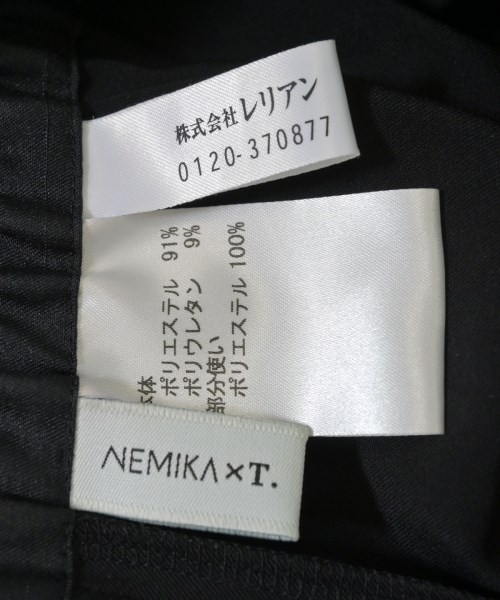 株式会社レリアン
0120-370877
本体
ポリエステル 91%
ポリウレタン 9%
部分使い
ポリエステル 100%
NEMIKA×T.